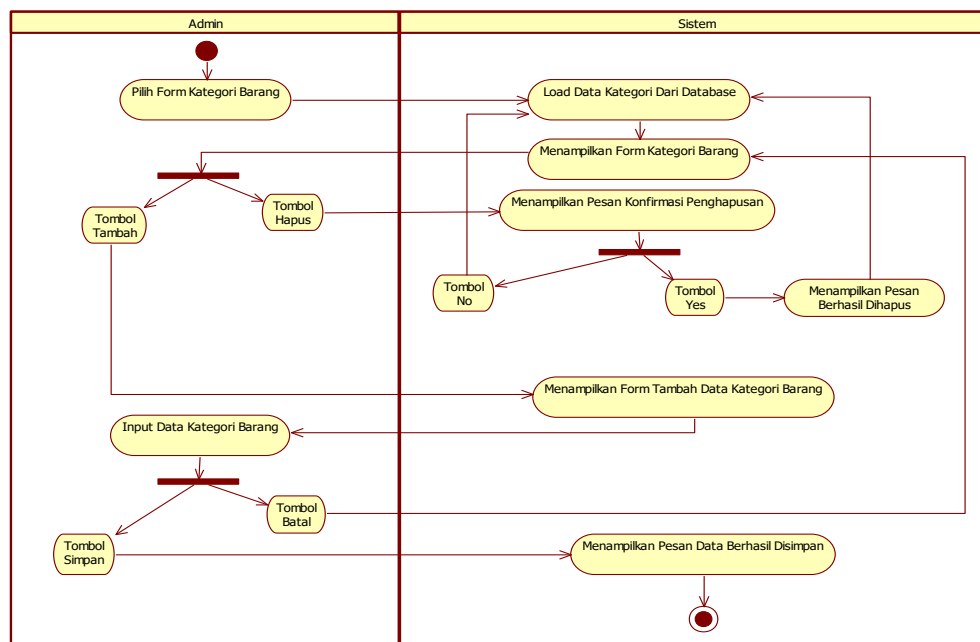 Admin
Sistem
Pilih Form Kategori Barang
Load Data Kategori Dari Database
Menampilkan Form Kategori Barang
Tombol
Tambah
Tombol
Hapus
Menampilkan Pesan Konfirmasi Penghapusan
Tombol
No
Tombol
Yes
Menampilkan Pesan
Berhasil Dihapus
Menampilkan Form Tambah Data Kategori Barang
Input Data Kategori Barang
Tombol
Batal
Tombol
Simpan
Menampilkan Pesan Data Berhasil Disimpan